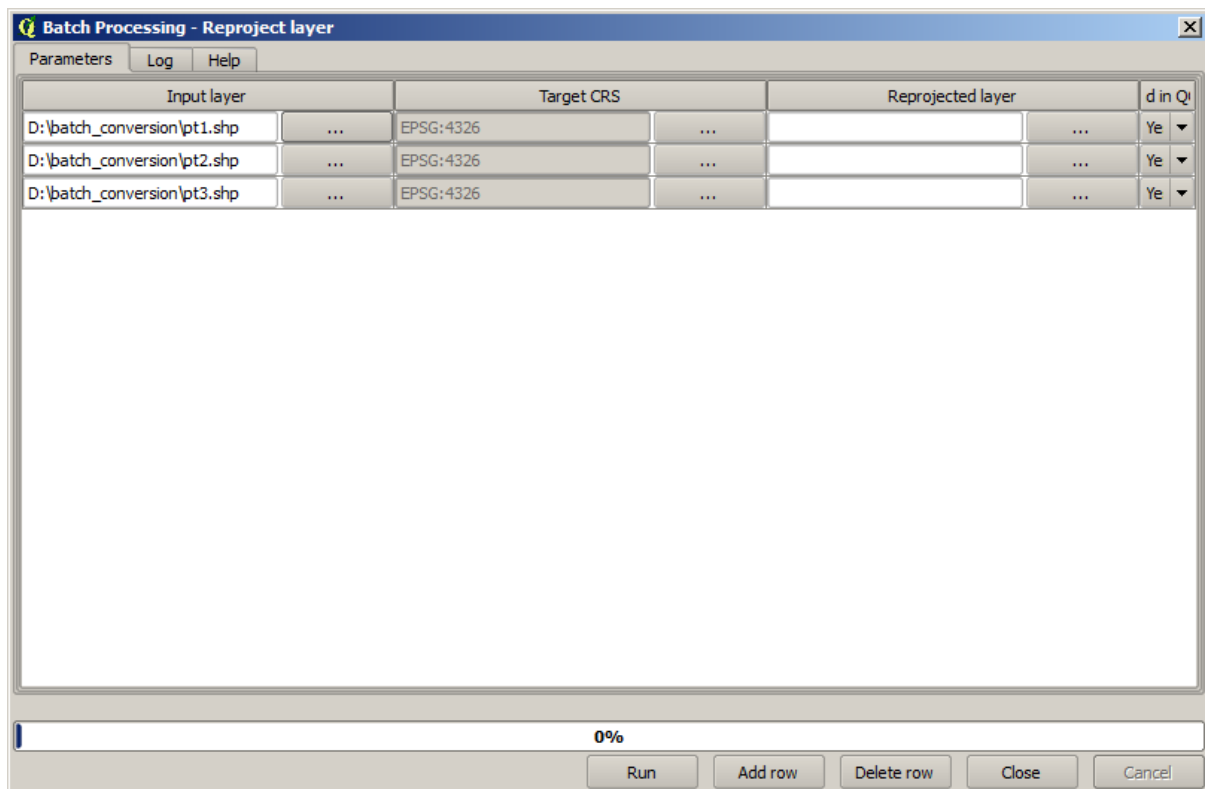 Batch Processing - Reproject layer
Parameters Log Help
Input layer Target CRS Reprojected layer d in Q
D:\batch_conversion\pt1.shp ... EPSG:4326 ... ... Ye
D:\batch_conversion\pt2.shp ... EPSG:4326 ... ... Ye
D:\batch_conversion\pt3.shp ... EPSG:4326 ... ... Ye
0%
Run Add row Delete row Close Cancel